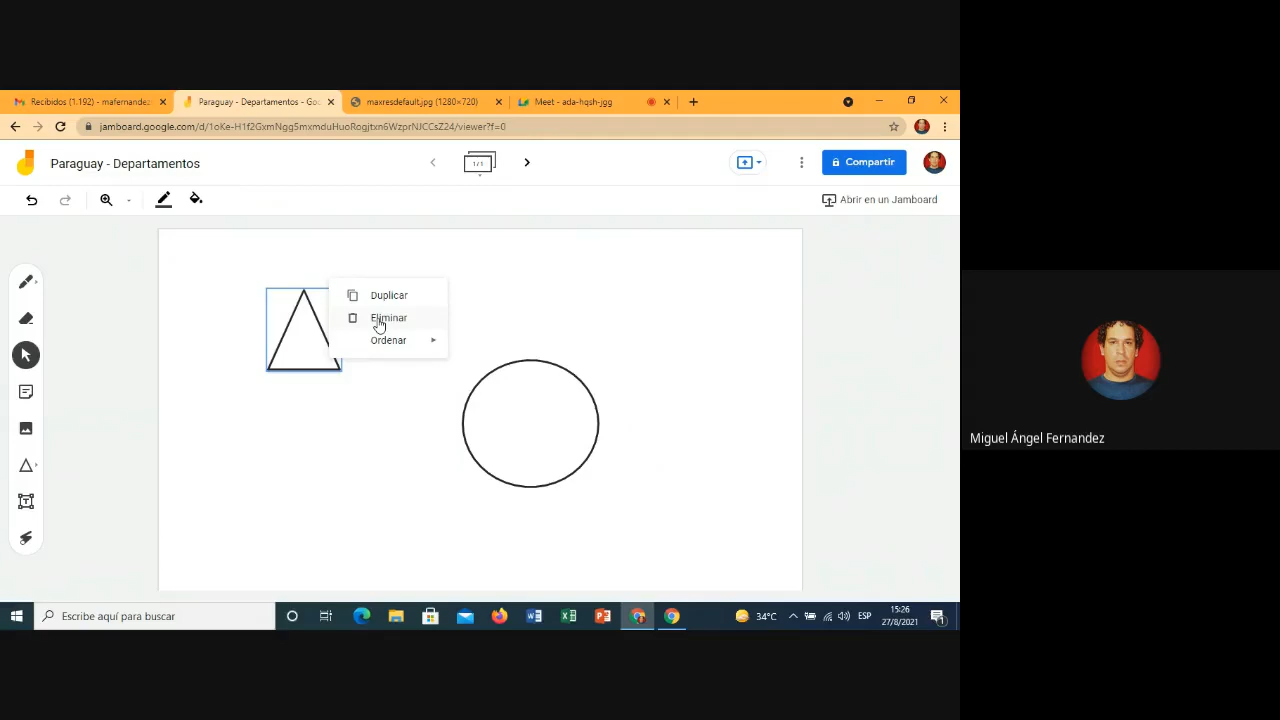 Recibidos (1.192) - mafernandez
Paraguay - Departamentos - Goo
maxresdefault.jpg (1280×720)
Meet - ada-hqsh-jgg
jamboard.google.com/d/1oKe-H1f2GxmNgg5mxmduHuoRogjtxn6WzprNJCCsZ24/viewer?f=0
Paraguay - Departamentos
1/1
Compartir
Abrir en un Jamboard
Duplicar
Eliminar
Ordenar
Miguel Ángel Fernandez
Escribe aquí para buscar
34°C
ESP
15:26
27/8/2021
1